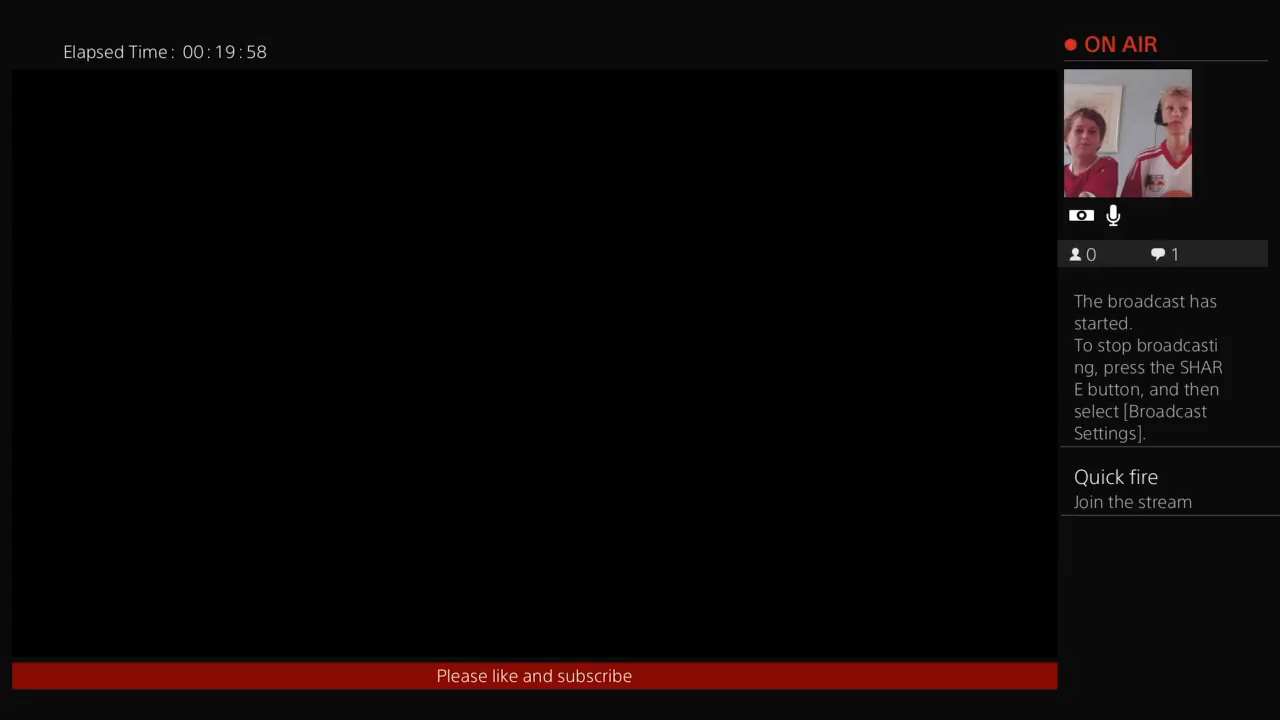 Elapsed Time: 00:19:58
ON AIR
0
1
The broadcast has
started.
To stop broadcasti
ng, press the SHAR
E button, and then
select [Broadcast
Settings].
Quick fire
Join the stream
Please like and subscribe